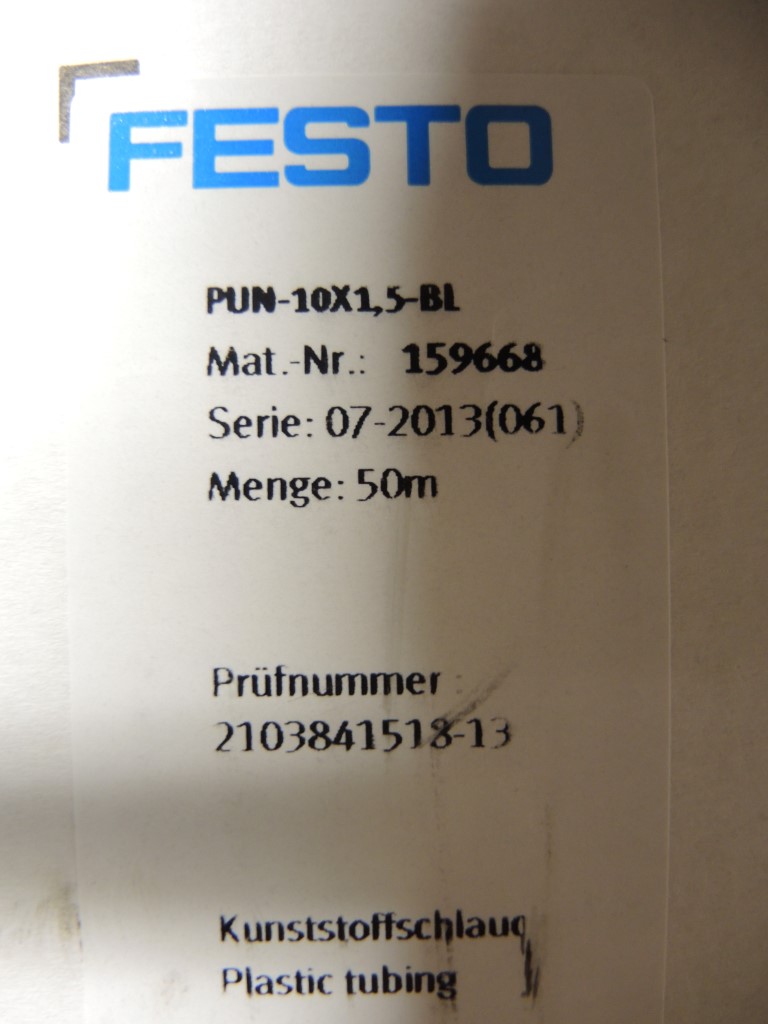 FESTO
PUN-10X1,5-BL
Mat.-Nr.: 159668
Serie: 07-2013(061)
Menge: 50m
Prüfnummer :
2103841518-13
Kunststoffschlauch
Plastic tubing